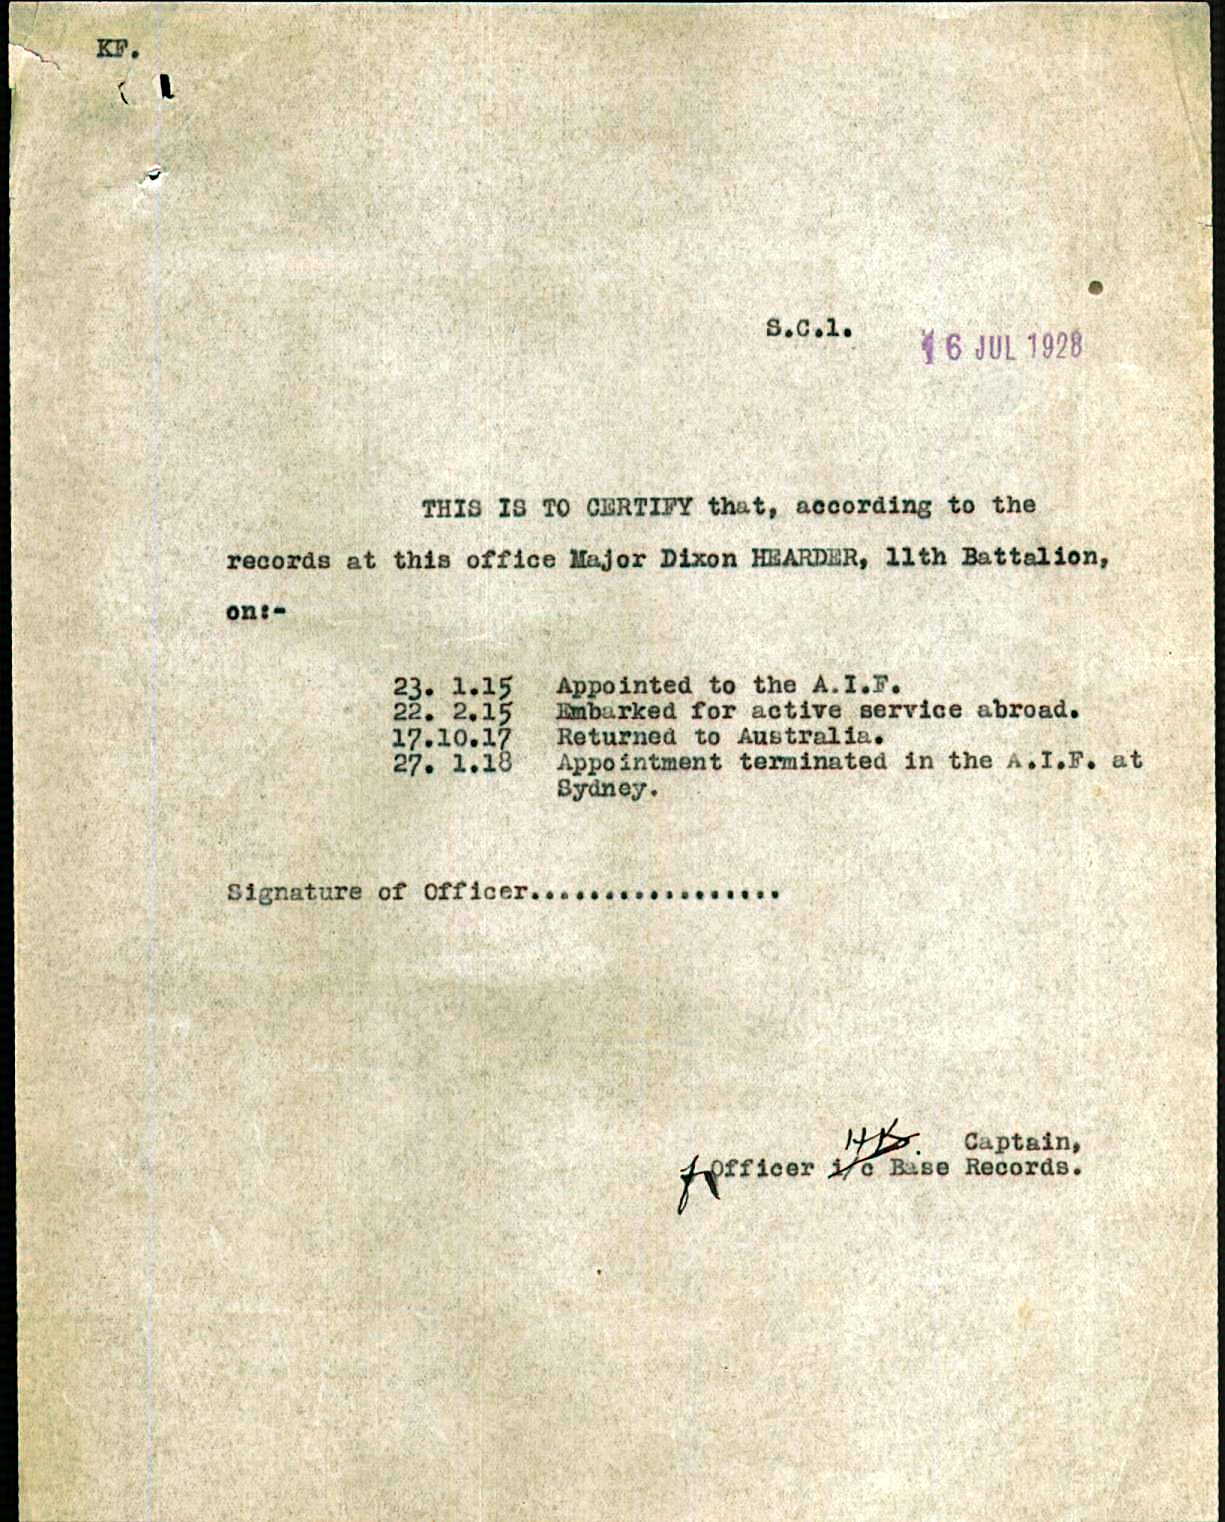 KF.
S.C.1.
16 JUL 1928
THIS IS TO CERTIFY that, according to the
records at this office Major Dixon HEARDER, 11th Battalion,
on:-
23. 1.15 Appointed to the A.I.F.
22. 2.15 Embarked for active service abroad.
17.10.17 Returned to Australia.
27. 1.18 Appointment terminated in the A.I.F. at
Sydney.
Signature of Officer.................
Captain,
Officer i/c Base Records.